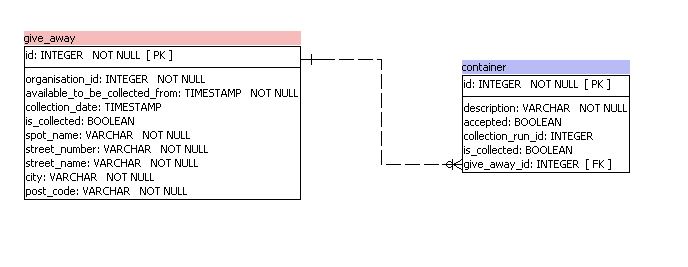 give_away
id: INTEGER NOT NULL [ PK ]
organisation_id: INTEGER NOT NULL
available_to_be_collected_from: TIMESTAMP NOT NULL
collection_date: TIMESTAMP
is_collected: BOOLEAN
spot_name: VARCHAR NOT NULL
street_number: VARCHAR NOT NULL
street_name: VARCHAR NOT NULL
city: VARCHAR NOT NULL
post_code: VARCHAR NOT NULL
container
id: INTEGER NOT NULL [ PK ]
description: VARCHAR NOT NULL
accepted: BOOLEAN
collection_run_id: INTEGER
is_collected: BOOLEAN
give_away_id: INTEGER [ FK ]